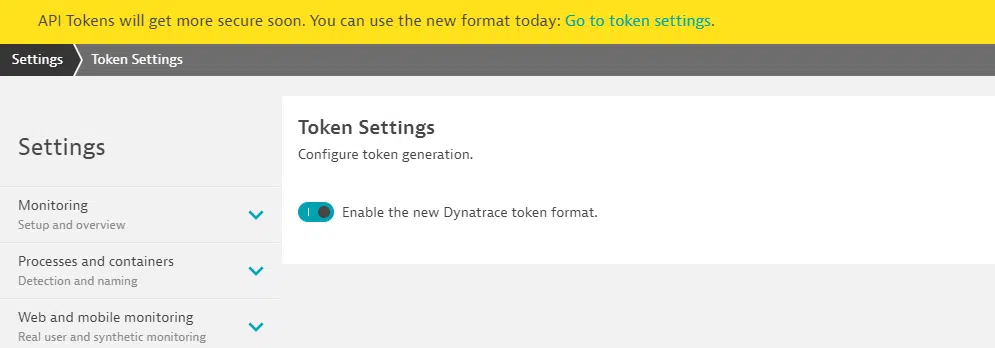 API Tokens will get more secure soon. You can use the new format today: Go to token settings.
Settings
Token Settings
Settings
Token Settings
Configure token generation.
Enable the new Dynatrace token format.
Monitoring
Setup and overview
Processes and containers
Detection and naming
Web and mobile monitoring
Real user and synthetic monitoring